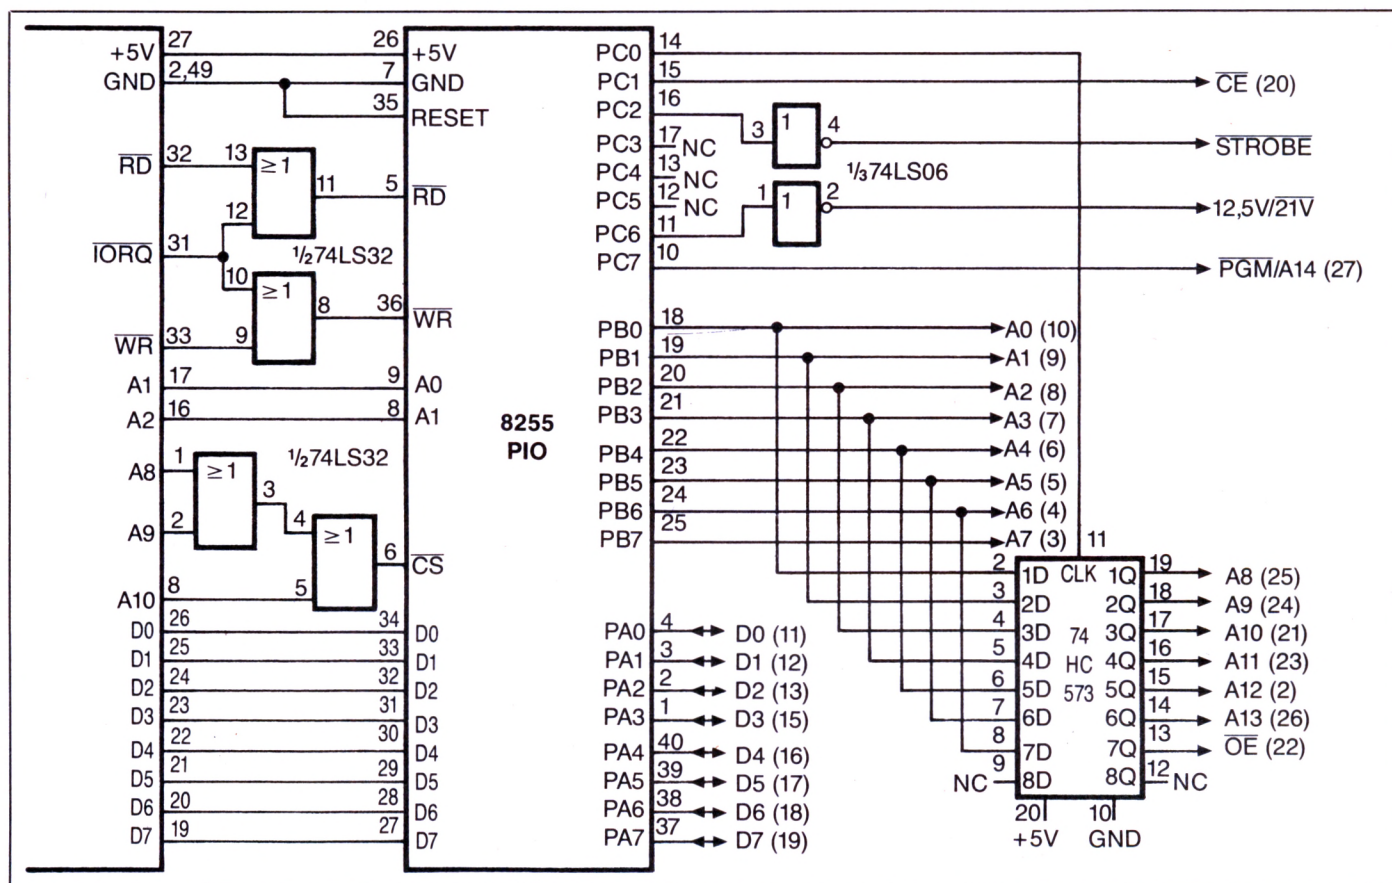 +5V 27 26 +5V PC0 14
GND 2,49 7 GND PC1 15 CE (20)
35 RESET PC2 16 3 1 4 STROBE
PC3 17 NC
RD 32 13 ≥1 11 5 RD PC4 13 NC 1/3 74LS06
12 PC5 12 NC 1 1 2 12,5V/21V
IORQ 31 1/2 74LS32 PC6 11
10 ≥1 8 36 WR PC7 10 PGM/A14 (27)
WR 33 9 PB0 18 A0 (10)
PB1 19 A1 (9)
A1 17 9 A0 PB2 20 A2 (8)
A2 16 8 A1 PB3 21 A3 (7)
8255
PIO
1/2 74LS32 PB4 22 A4 (6)
A8 1 ≥1 3 PB5 23 A5 (5)
A9 2 4 ≥1 6 CS PB6 24 A6 (4)
PB7 25 A7 (3) 11
A10 8 5
2 1D CLK 1Q 19 A8 (25)
3 2D 2Q 18 A9 (24)
D0 26 34 D0 PA0 4 D0 (11) 4 3D 74 3Q 17 A10 (21)
D1 25 33 D1 PA1 3 D1 (12) 5 4D HC 4Q 16 A11 (23)
D2 24 32 D2 PA2 2 D2 (13) 6 5D 573 5Q 15 A12 (2)
D3 23 31 D3 PA3 1 D3 (15) 7 6D 6Q 14 A13 (26)
D4 22 30 D4 PA4 40 D4 (16) 8 7D 7Q 13 OE (22)
D5 21 29 D5 PA5 39 D5 (17) NC 9 8D 8Q 12 NC
D6 20 28 D6 PA6 38 D6 (18) 20 10
D7 19 27 D7 PA7 37 D7 (19) +5V GND